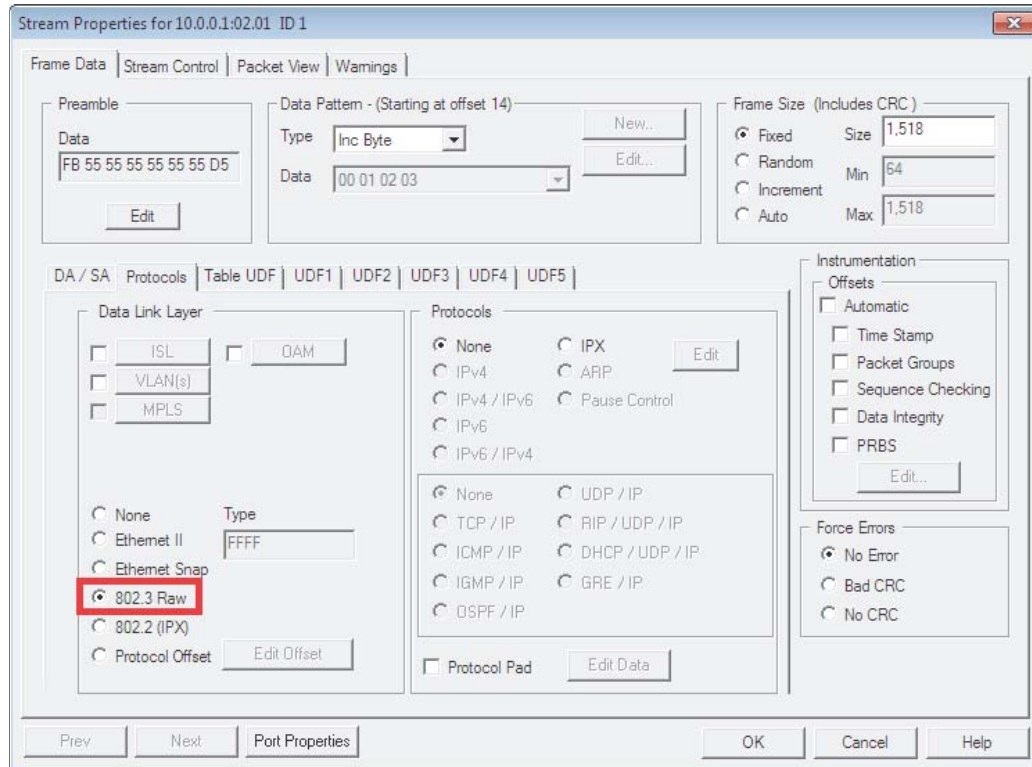 Stream Properties for 10.0.0.1:02.01 ID 1
Frame Data Stream Control Packet View Warnings
Preamble
Data
FB 55 55 55 55 55 55 D5
Edit
Data Pattern - (Starting at offset 14)
Type Inc Byte
Data 00 01 02 03
New..
Edit...
Frame Size (Includes CRC )
Fixed Size 1,518
Random Min 64
Increment
Auto Max 1,518
DA / SA Protocols Table UDF UDF1 UDF2 UDF3 UDF4 UDF5
Data Link Layer
ISL OAM
VLAN(s)
MPLS
None Type
Ethernet II FFFF
Ethernet Snap
802.3 Raw
802.2 (IPX)
Protocol Offset Edit Offset
Protocols
None IPX Edit
IPv4 ARP
IPv4 / IPv6 Pause Control
IPv6
IPv6 / IPv4
None UDP / IP
TCP / IP RIP / UDP / IP
ICMP / IP DHCP / UDP / IP
IGMP / IP GRE / IP
OSPF / IP
Protocol Pad Edit Data
Instrumentation
Offsets
Automatic
Time Stamp
Packet Groups
Sequence Checking
Data Integrity
PRBS
Edit...
Force Errors
No Error
Bad CRC
No CRC
Prev Next Port Properties OK Cancel Help